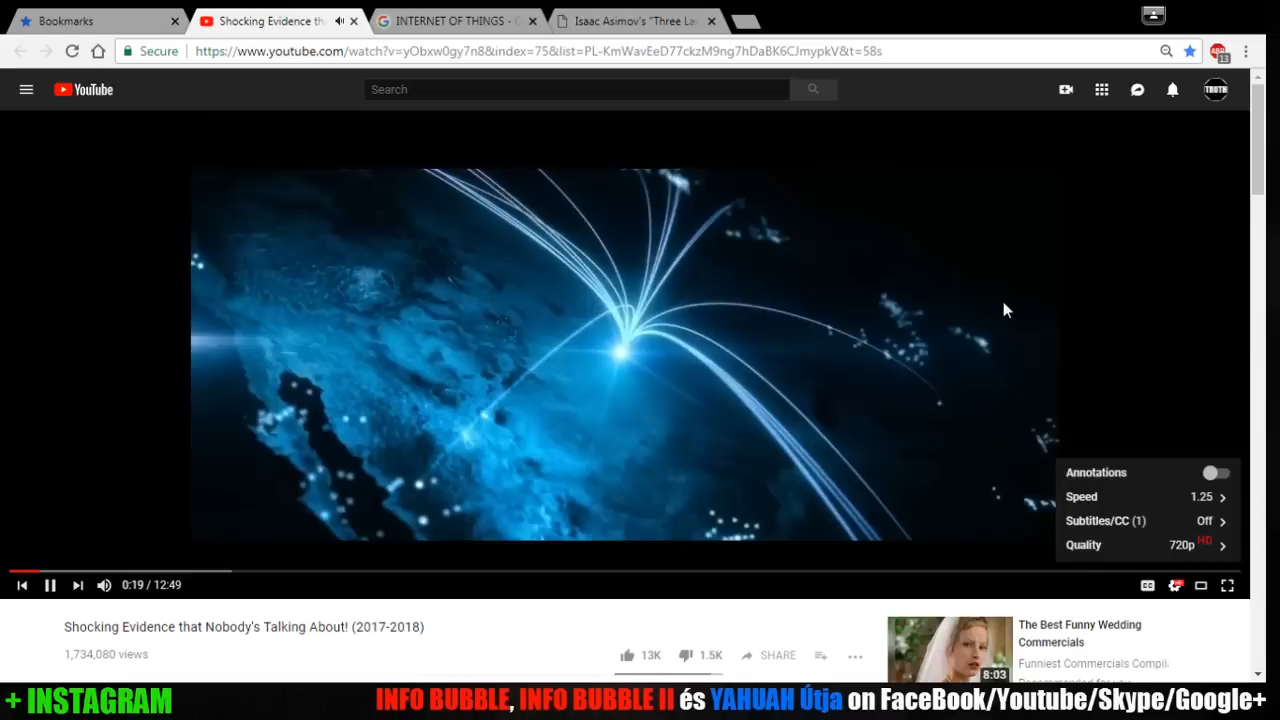 Bookmarks
Shocking Evidence th
INTERNET OF THINGS -
Isaac Asimov's "Three La
Secure https://www.youtube.com/watch?v=yObxw0gy7n8&index=75&list=PL-KmWavEeD77ckzM9ng7hDaBK6CJmypkV&t=58s
13
YouTube
Search
TRUTH
Annotations
Speed 1.25
Subtitles/CC (1) Off
Quality 720p HD
0:19 / 12:49
Shocking Evidence that Nobody's Talking About! (2017-2018)
1,734,080 views
13K 1.5K SHARE
The Best Funny Wedding
Commercials
Funniest Commercials Compil
8:03
+ INSTAGRAM
INFO BUBBLE, INFO BUBBLE II és YAHUAH Útja on FaceBook/Youtube/Skype/Google+